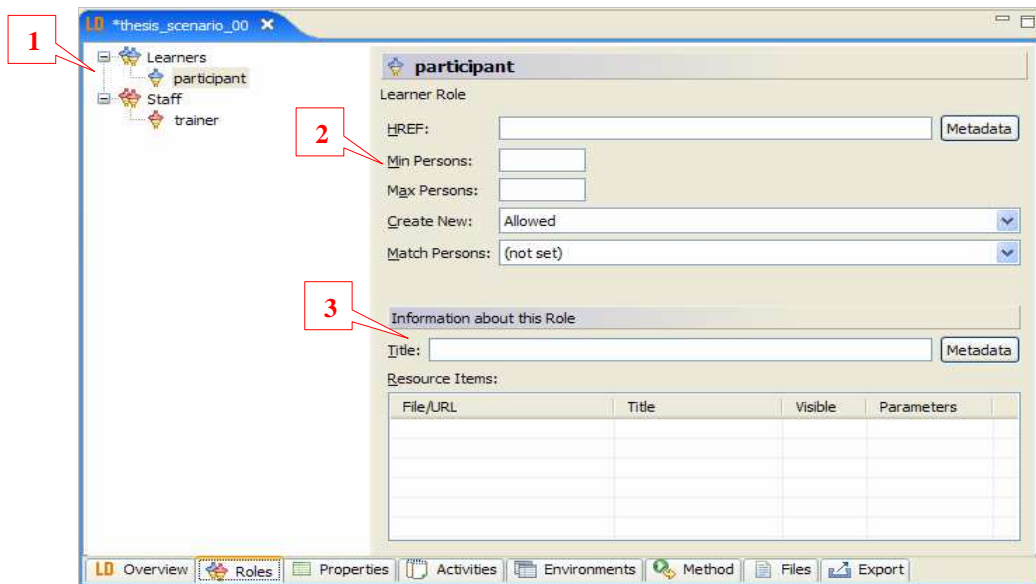 LD *thesis_scenario_00
1
Learners
participant
Staff
trainer
participant
Learner Role
HREF:
Metadata
2
Min Persons:
Max Persons:
Create New:
Allowed
Match Persons:
(not set)
3
Information about this Role
Title:
Metadata
Resource Items:
File/URL Title Visible Parameters
LD Overview Roles Properties Activities Environments Method Files Export